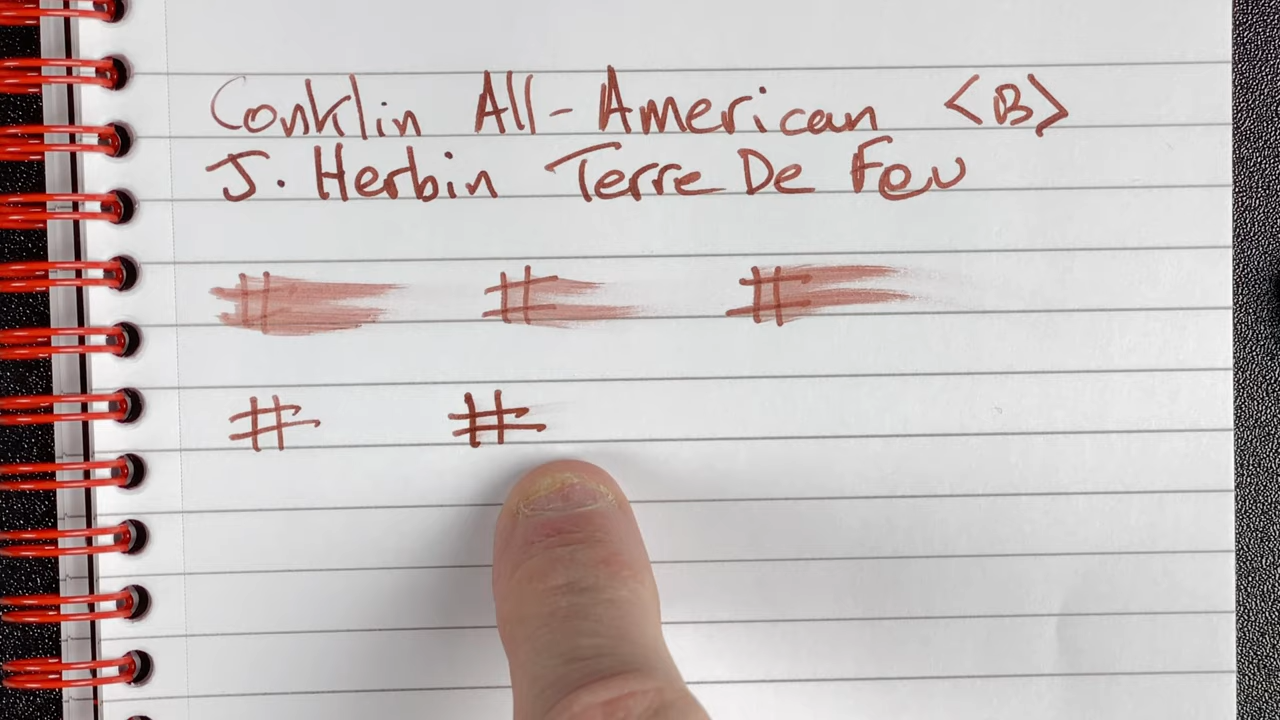 Conklin All-American <B>
J. Herbin Terre De Feu
# # #
# #